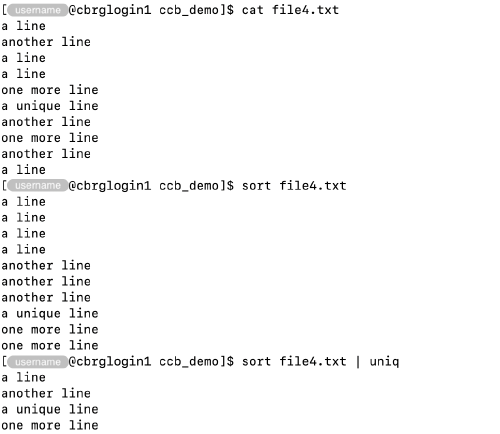 [username@cbrglogin1 ccb_demo]$ cat file4.txt
a line
another line
a line
a line
one more line
a unique line
another line
one more line
another line
a line
[username@cbrglogin1 ccb_demo]$ sort file4.txt
a line
a line
a line
a line
another line
another line
another line
a unique line
one more line
one more line
[username@cbrglogin1 ccb_demo]$ sort file4.txt | uniq
a line
another line
a unique line
one more line